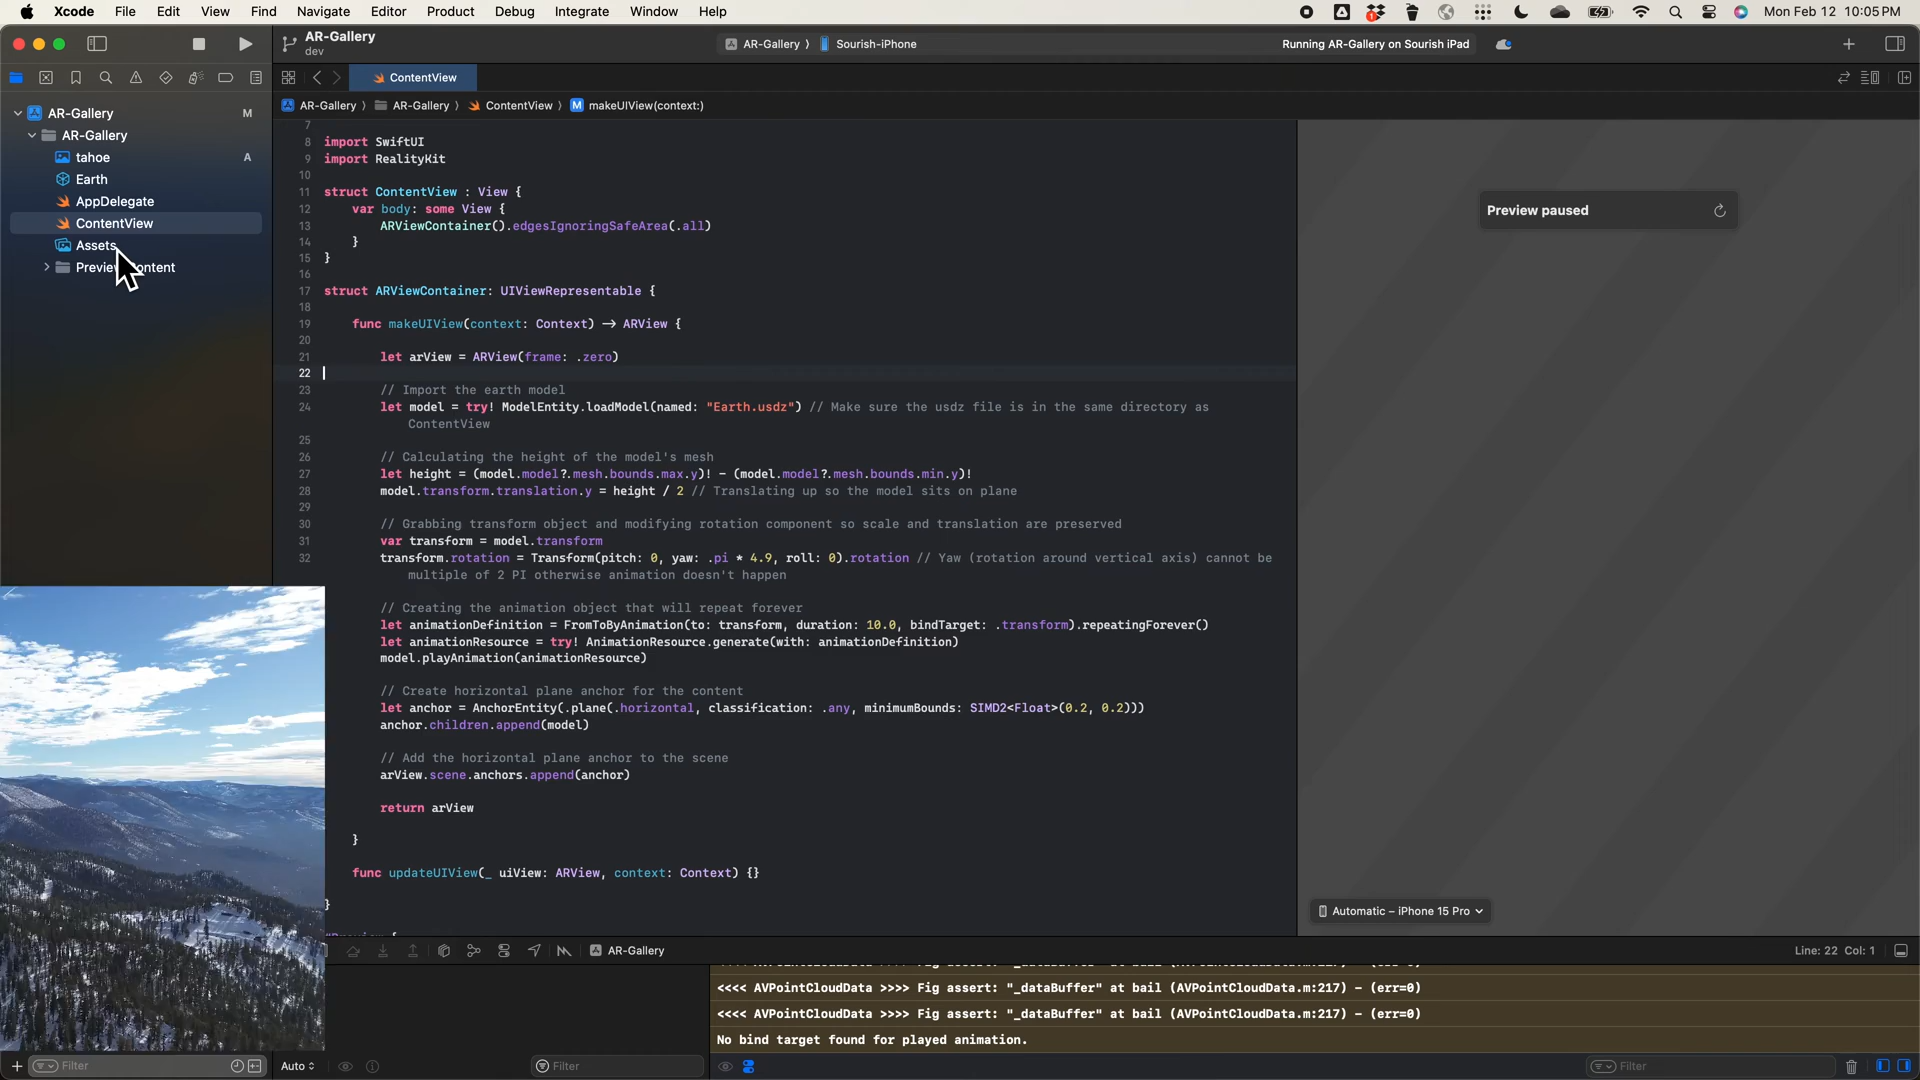 Xcode File Edit View Find Navigate Editor Product Debug Integrate Window Help
Mon Feb 12 10:05 PM
AR-Gallery
dev
AR-Gallery
Sourish-iPhone
Running AR-Gallery on Sourish iPad
ContentView
AR-Gallery
M
AR-Gallery
tahoe
A
Earth
AppDelegate
ContentView
Assets
AR-Gallery
AR-Gallery
ContentView
M
makeUIView(context:)
7
8 import SwiftUI
9 import RealityKit
10
11 struct ContentView : View {
12 var body: some View {
13 ARViewContainer().edgesIgnoringSafeArea(.all)
14 }
15 }
16
17 struct ARViewContainer: UIViewRepresentable {
18
19 func makeUIView(context: Context) → ARView {
20
21 let arView = ARView(frame: .zero)
22
23 // Import the earth model
24 let model = try! ModelEntity.loadModel(named: "Earth.usdz") // Make sure the usdz file is in the same directory as
ContentView
25
26 // Calculating the height of the model's mesh
27 let height = (model.model?.mesh.bounds.max.y)! - (model.model?.mesh.bounds.min.y)!
28 model.transform.translation.y = height / 2 // Translating up so the model sits on plane
29
30 // Grabbing transform object and modifying rotation component so scale and translation are preserved
31 var transform = model.transform
32 transform.rotation = Transform(pitch: 0, yaw: .pi * 4.9, roll: 0).rotation // Yaw (rotation around vertical axis) cannot be
multiple of 2 PI otherwise animation doesn't happen
// Creating the animation object that will repeat forever
let animationDefinition = FromToByAnimation(to: transform, duration: 10.0, bindTarget: .transform).repeatingForever()
let animationResource = try! AnimationResource.generate(with: animationDefinition)
model.playAnimation(animationResource)
// Create horizontal plane anchor for the content
let anchor = AnchorEntity(.plane(.horizontal, classification: .any, minimumBounds: SIMD2<Float>(0.2, 0.2)))
anchor.children.append(model)
// Add the horizontal plane anchor to the scene
arView.scene.anchors.append(anchor)
return arView
}
func updateUIView(_ uiView: ARView, context: Context) {}
}
Preview paused
Automatic – iPhone 15 Pro
AR-Gallery
Line: 22 Col: 1
<<<< AVPointCloudData >>>> Fig assert: "_dataBuffer" at bail (AVPointCloudData.m:217) - (err=0)
<<<< AVPointCloudData >>>> Fig assert: "_dataBuffer" at bail (AVPointCloudData.m:217) - (err=0)
No bind target found for played animation.
Filter
Auto
Filter
Filter